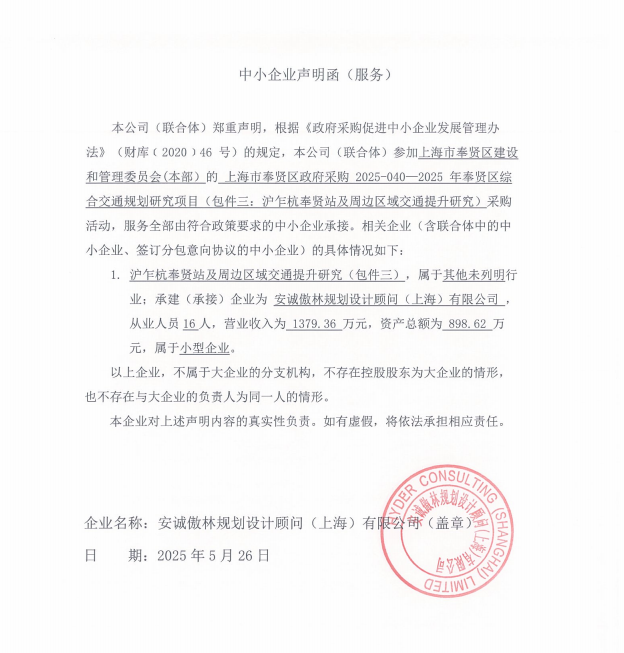 中小企业声明函（服务）
本公司（联合体）郑重声明，根据《政府采购促进中小企业发展管理办
法》（财库﹝2020﹞46 号）的规定，本公司（联合体）参加上海市奉贤区建设
和管理委员会(本部）的 上海市奉贤区政府采购 2025-040—2025 年奉贤区综
合交通规划研究项目（包件三：沪乍杭奉贤站及周边区域交通提升研究）采购
活动，服务全部由符合政策要求的中小企业承接。相关企业（含联合体中的中
小企业、签订分包意向协议的中小企业）的具体情况如下：
1. 沪乍杭奉贤站及周边区域交通提升研究（包件三），属于其他未列明行
业；承建（承接）企业为 安诚傲林规划设计顾问（上海）有限公司 ，
从业人员 16 人，营业收入为 1379.36 万元，资产总额为 898.62 万
元，属于小型企业。
以上企业，不属于大企业的分支机构，不存在控股股东为大企业的情形，
也不存在与大企业的负责人为同一人的情形。
本企业对上述声明内容的真实性负责。如有虚假，将依法承担相应责任。
企业名称：安诚傲林规划设计顾问（上海）有限公司（盖章）
日 期：2025 年 5 月 26 日
RYDER CONSULTING (SHANGHAI) LIMITED
安诚傲林规划设计顾问(上海)有限公司